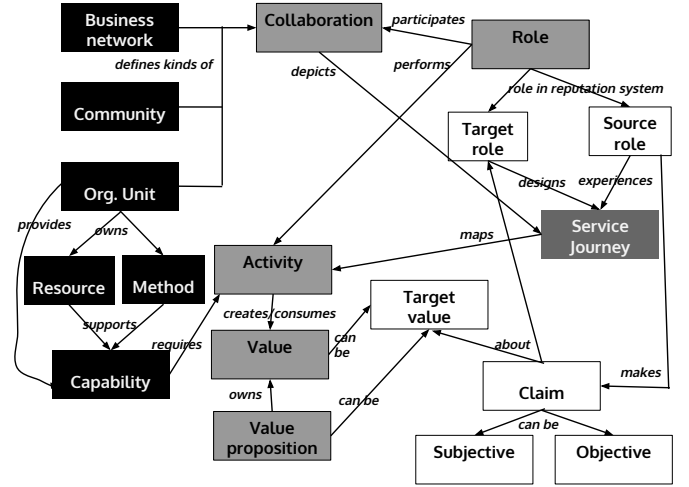 Business
network
Collaboration
participates
Role
defines kinds of
depicts
performs
Community
role in reputation system
Target
role
Source
role
Org. Unit
designs
experiences
provides
owns
Service
Journey
maps
Resource
Method
Activity
Target
value
creates/consumes
supports
requires
Value
can
be
about
Capability
owns
can be
makes
Claim
Value
proposition
can be
Subjective
Objective